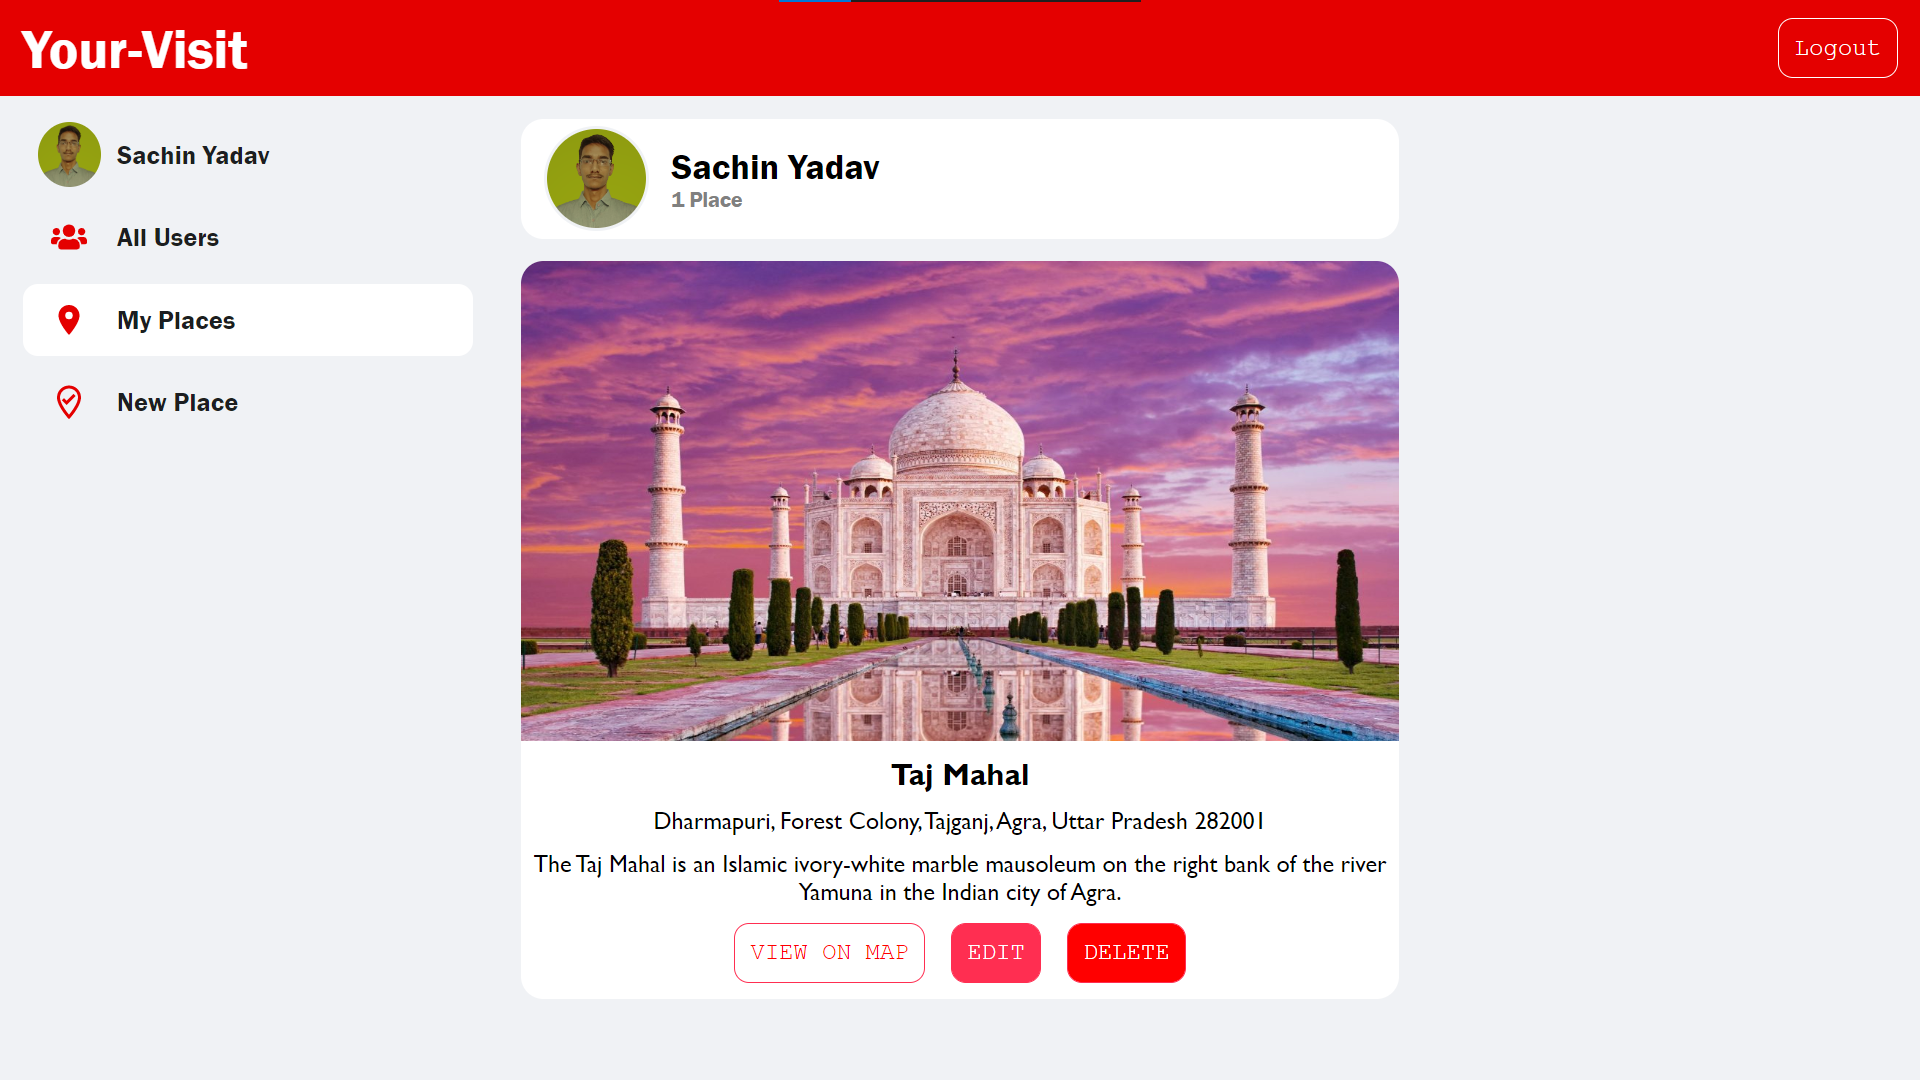 Your-Visit
Logout
Sachin Yadav
All Users
My Places
New Place
Sachin Yadav
1 Place
Taj Mahal
Dharmapuri, Forest Colony, Tajganj, Agra, Uttar Pradesh 282001
The Taj Mahal is an Islamic ivory-white marble mausoleum on the right bank of the river
Yamuna in the Indian city of Agra.
VIEW ON MAP
EDIT
DELETE